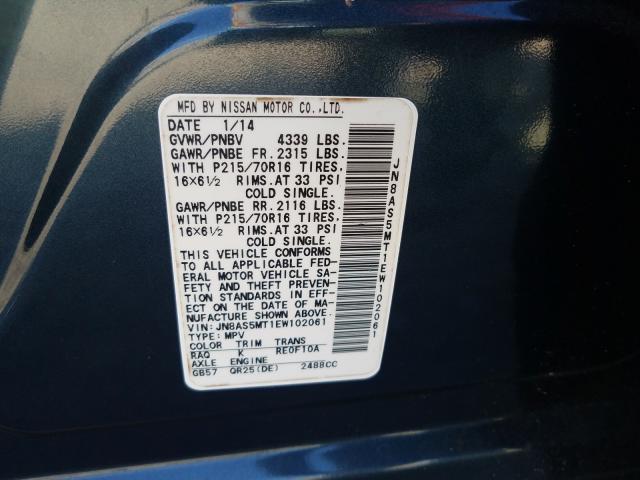 MFD BY NISSAN MOTOR CO.,LTD.
DATE 1/14
GVWR/PNBV 4339 LBS.
GAWR/PNBE FR. 2315 LBS.
WITH P215/70R16 TIRES,
16×6½ RIMS.AT 33 PSI
COLD SINGLE.
GAWR/PNBE RR. 2116 LBS.
WITH P215/70R16 TIRES,
16×6½ RIMS.AT 33 PSI
COLD SINGLE.
THIS VEHICLE CONFORMS
TO ALL APPLICABLE FED-
ERAL MOTOR VEHICLE SA-
FETY AND THEFT PREVEN-
TION STANDARDS IN EFF-
ECT ON THE DATE OF MA-
NUFACTURE SHOWN ABOVE.
VIN: JN8AS5MT1EW102061
TYPE: MPV
COLOR TRIM TRANS
RAQ K RE0F10A
AXLE ENGINE
GB57 QR25(DE) 2488CC
JN8AS5MT1EW102061